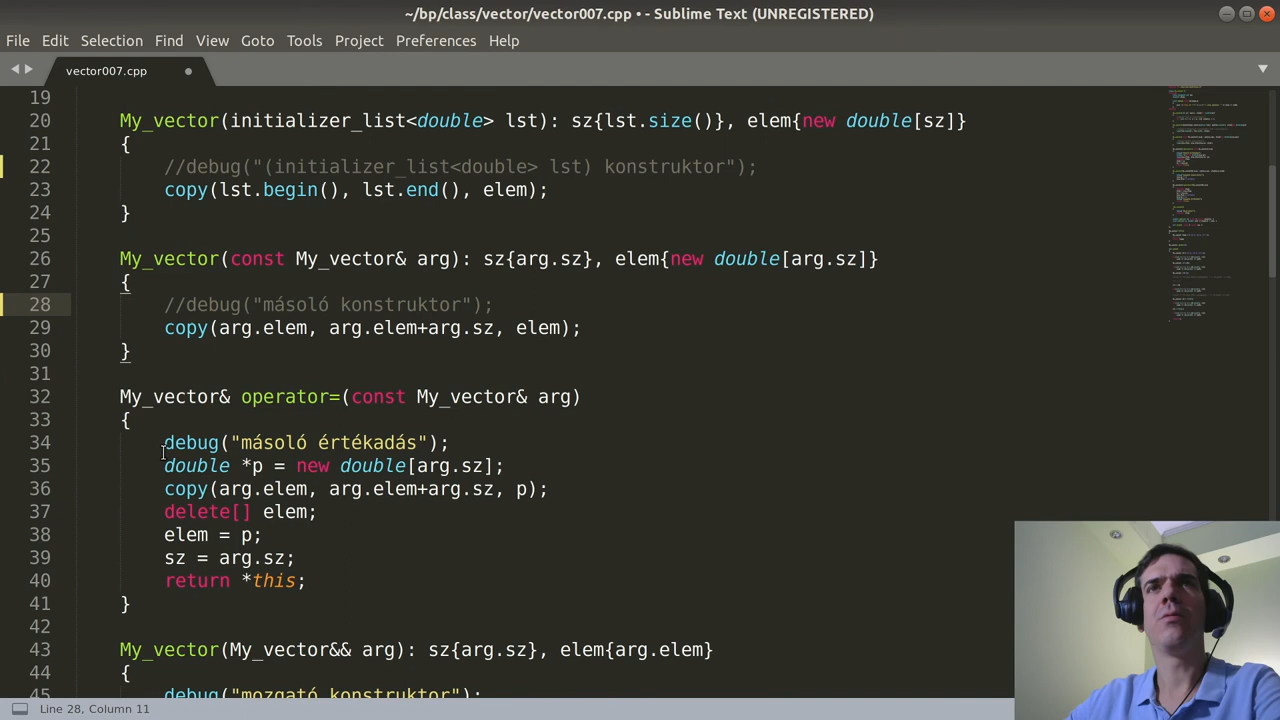 ~/bp/class/vector/vector007.cpp • - Sublime Text (UNREGISTERED)
File Edit Selection Find View Goto Tools Project Preferences Help
vector007.cpp
19
20 My_vector(initializer_list<double> lst): sz{lst.size()}, elem{new double[sz]}
21 {
22 //debug("(initializer_list<double> lst) konstruktor");
23 copy(lst.begin(), lst.end(), elem);
24 }
25
26 My_vector(const My_vector& arg): sz{arg.sz}, elem{new double[arg.sz]}
27 {
28 //debug("másoló konstruktor");
29 copy(arg.elem, arg.elem+arg.sz, elem);
30 }
31
32 My_vector& operator=(const My_vector& arg)
33 {
34 debug("másoló értékadás");
35 double *p = new double[arg.sz];
36 copy(arg.elem, arg.elem+arg.sz, p);
37 delete[] elem;
38 elem = p;
39 sz = arg.sz;
40 return *this;
41 }
42
43 My_vector(My_vector&& arg): sz{arg.sz}, elem{arg.elem}
44 {
45 debug("mozgató konstruktor");
Line 28, Column 11